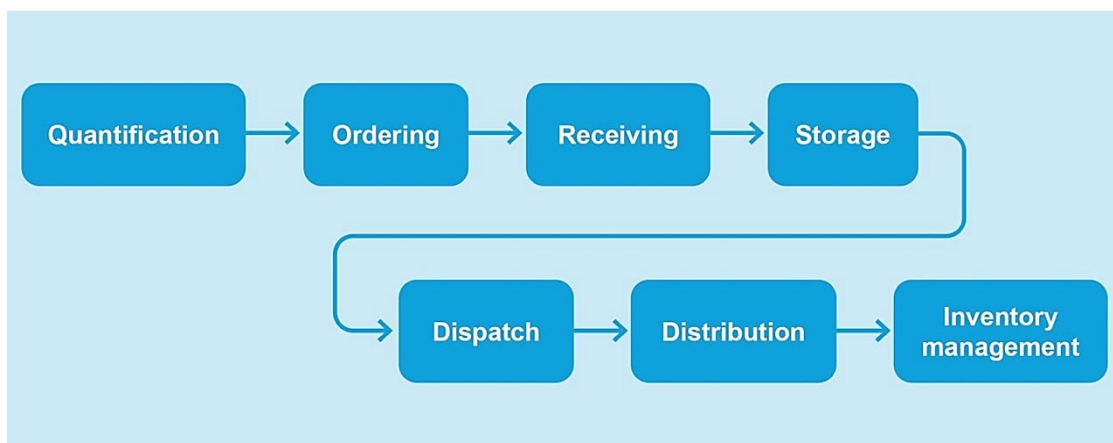 Quantification
Ordering
Receiving
Storage
Dispatch
Distribution
Inventory
management